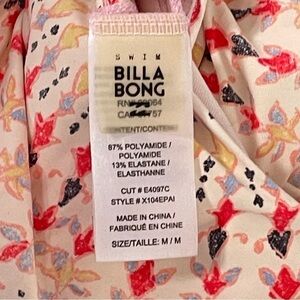 SWIM
BILLA
BONG
87% POLYAMIDE /
POLYAMIDE
13% ELASTANE /
ELASTHANNE
CUT # E4097C
STYLE # X104EPAI
MADE IN CHINA /
FABRIQUÉ EN CHINE
SIZE/TAILLE: M / M